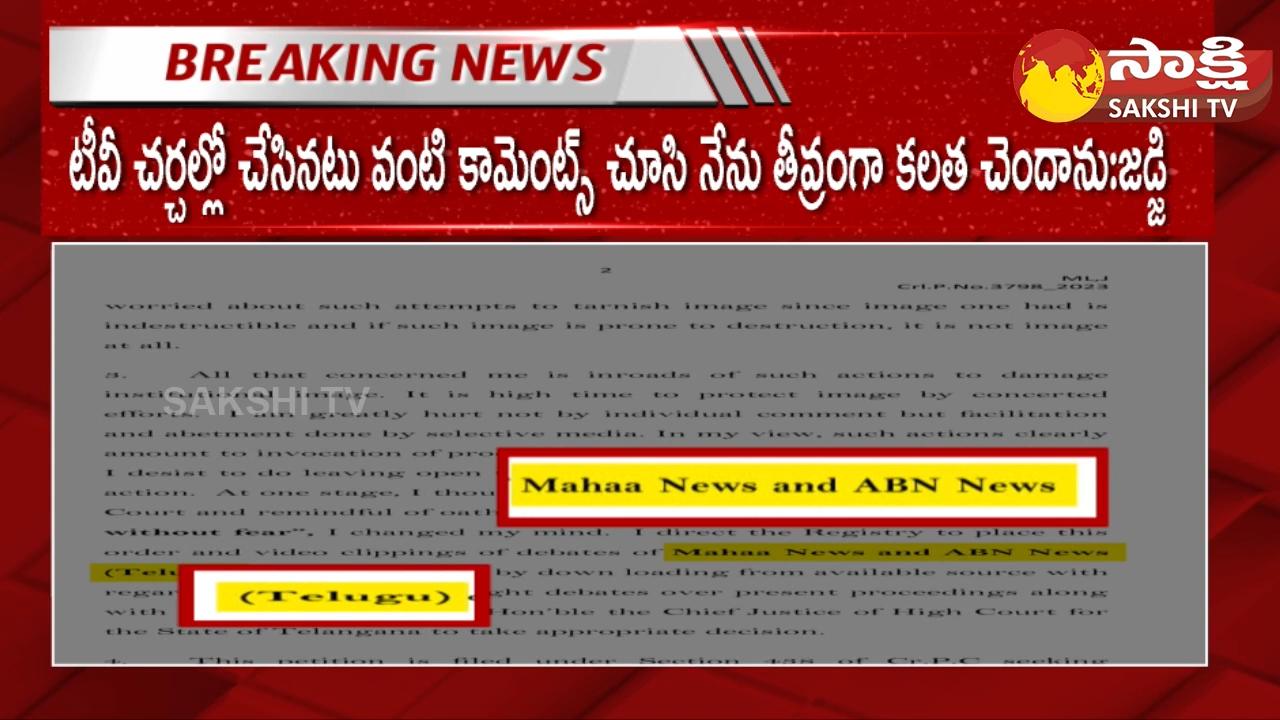 BREAKING NEWS
సాక్షి
SAKSHI TV
టీవీ చర్చల్లో చేసినటు వంటి కామెంట్స్ చూసి నేను తీవ్రంగా కలత చెందాను:జడ్జి
2
MLJ
Crl.P.No.3798_2023
worried about such attempts to tarnish image since image one had is
indestructible and if such image is prone to destruction, it is not image
at all.
3. All that concerned me is inroads of such actions to damage
SAKSHI TV
It is high time to protect image by concerted
greatly hurt not by individual comment but facilitation
and abetment done by selective media. In my view, such actions clearly
amount to invocation of
I desist to do leaving open
action. At one stage, I
Court and remindful of
Mahaa News and ABN News
without fear", I changed my mind. I direct the Registry to place this
order and video clippings of debates of Mahaa News and ABN News
by down loading from available source with
(Telugu)
debates over present proceedings along
with Hon'ble the Chief Justice of High Court for
the State of Telangana to take appropriate decision.
4. This petition is filed under Section 438 of Cr.P.C seeking